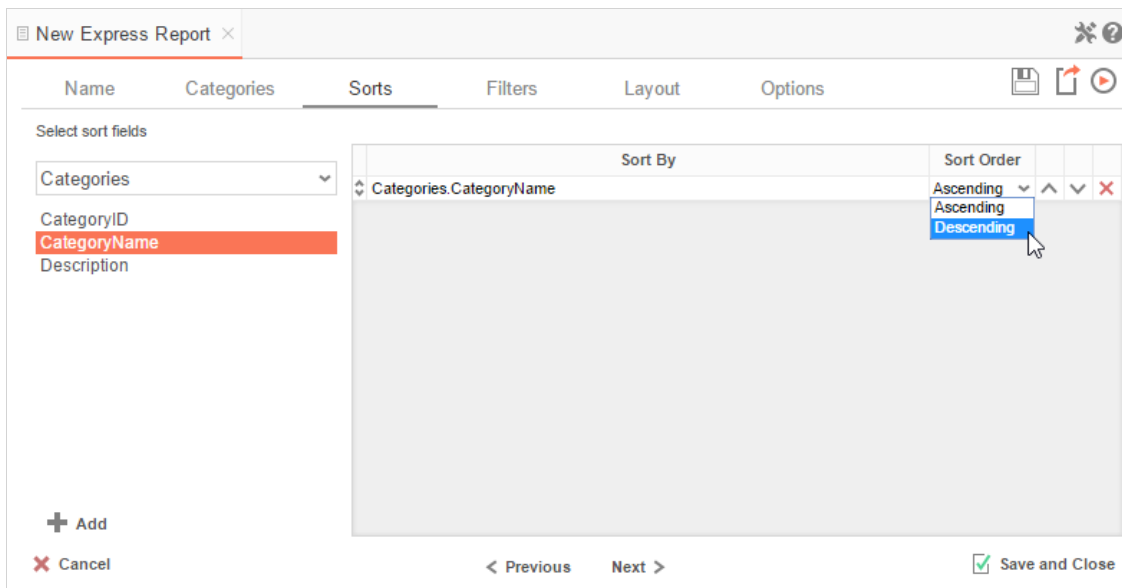 New Express Report
Name Categories Sorts Filters Layout Options
Select sort fields
Categories
CategoryID
CategoryName
Description
Sort By Sort Order
Categories.CategoryName Ascending
Ascending
Descending
Add
Cancel < Previous Next > Save and Close